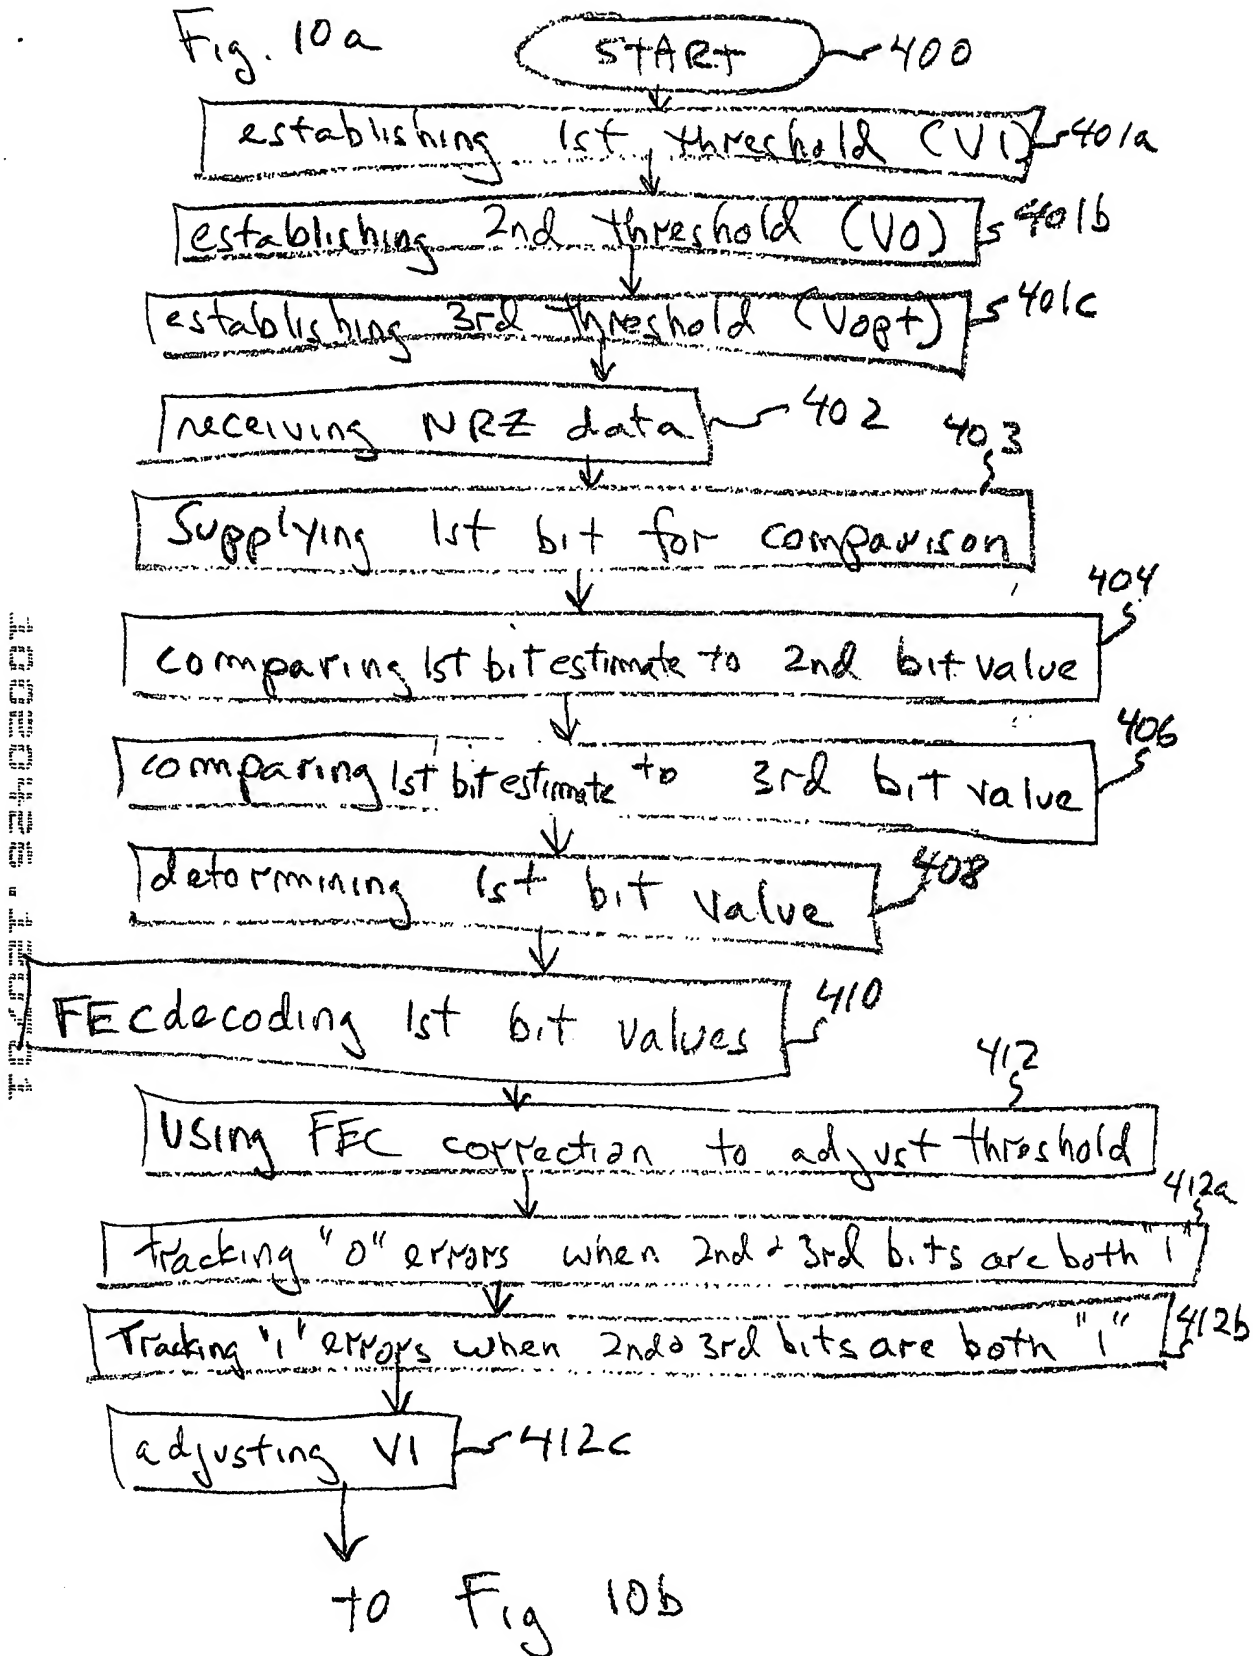 Fig. 10a
START 400
establishing 1st threshold (V1) 401a
establishing 2nd threshold (V0) 401b
establishing 3rd threshold (Vopt) 401c
receiving NRZ data 402
403
Supplying 1st bit for comparison
404
comparing 1st bit estimate to 2nd bit value
406
comparing 1st bit estimate to 3rd bit value
determining 1st bit value 408
FEC decoding 1st bit values 410
412
Using FEC correction to adjust threshold
412a
Tracking "0" errors when 2nd & 3rd bits are both "1"
Tracking "1" errors when 2nd & 3rd bits are both "1" 412b
adjusting V1 412c
to Fig 10b